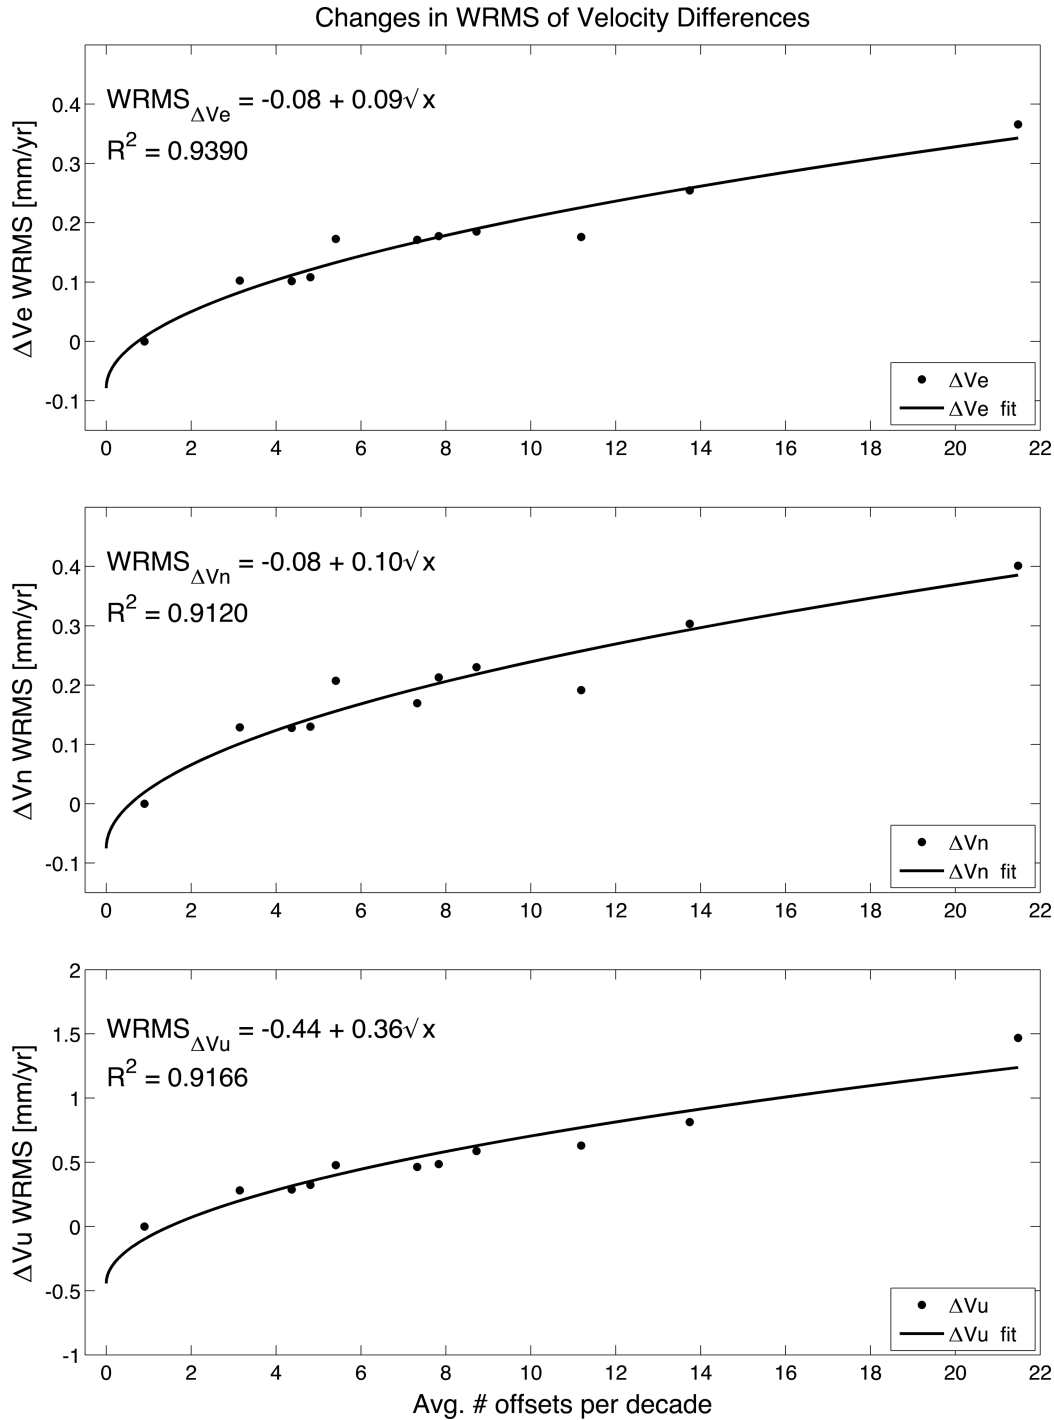 Changes in WRMS of Velocity Differences
WRMS_ΔVe = -0.08 + 0.09√x
R² = 0.9390
ΔVe WRMS [mm/yr]
0.4
0.3
0.2
0.1
0
-0.1
ΔVe
ΔVe fit
0 2 4 6 8 10 12 14 16 18 20 22
WRMS_ΔVn = -0.08 + 0.10√x
R² = 0.9120
ΔVn WRMS [mm/yr]
0.4
0.3
0.2
0.1
0
-0.1
ΔVn
ΔVn fit
0 2 4 6 8 10 12 14 16 18 20 22
WRMS_ΔVu = -0.44 + 0.36√x
R² = 0.9166
ΔVu WRMS [mm/yr]
2
1.5
1
0.5
0
-0.5
-1
ΔVu
ΔVu fit
0 2 4 6 8 10 12 14 16 18 20 22
Avg. # offsets per decade